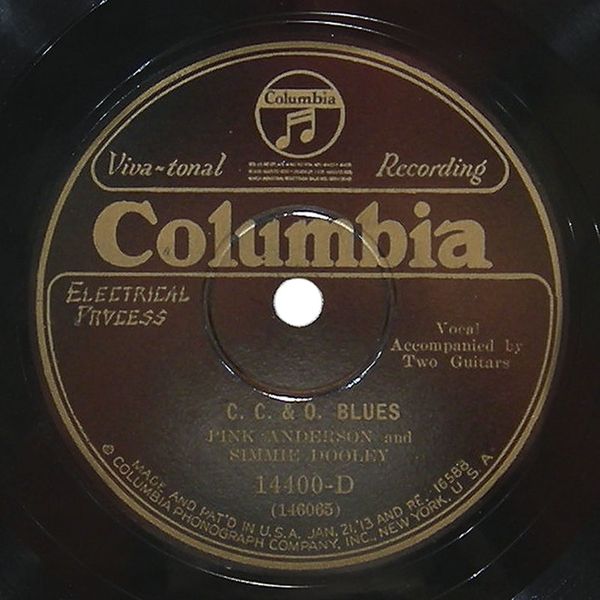 Columbia
Viva-tonal Recording
Columbia
ELECTRICAL
PRVCESS
Vocal
Accompanied by
Two Guitars
C. C. & O. BLUES
PINK ANDERSON and
SIMMIE DOOLEY
14400-D
(146065)
MADE AND PAT'D IN U.S.A. JAN. 21, '13 AND RE. 16588
© COLUMBIA PHONOGRAPH COMPANY, INC., NEW YORK, U.S.A.